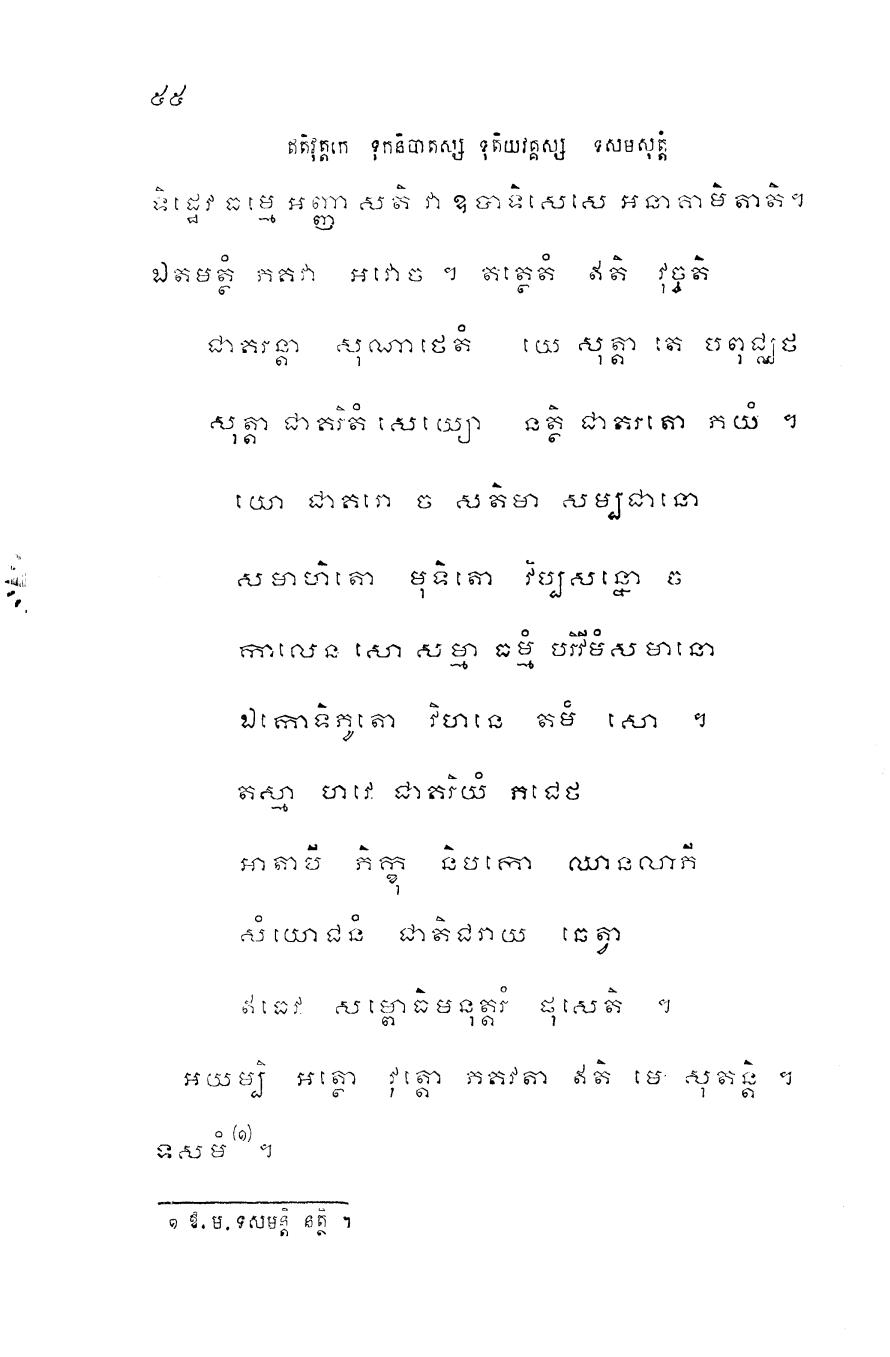 ៥៥
ឥតិវុត្តកេ ទុកនិបាតស្ស ទុតិយវគ្គស្ស ទសមសុត្តំ
ទិដ្ឋេវ ធម្មេ អញ្ញា សតិ វា ឧបាទិសេសេ អនាគាមិតាតិ។
ឯតមត្ថំ ភគវា អវោច ។ តត្ថេតំ ឥតិ វុច្ចតិ
ជាគរន្តា សុណាថេតំ យេ សុត្តា តេ បពុជ្ឈថ
សុត្តា ជាគរិតំ សេយ្យោ នត្ថិ ជាគរតោ ភយំ ។
យោ ជាគរោ ច សតិមា សម្បជានោ
សមាហិតោ មុទិតោ វិប្បសន្នោ ច
កាលេន សោ សម្មា ធម្មំ បរិវីមំសមានោ
ឯកោទិភូតោ វិហនេ តមំ សោ ។
តស្មា ហវេ ជាគរិយំ ភជេថ
អាតាបី ភិក្ខុ និបកោ ឈានលាភី
សំយោជនំ ជាតិជរាយ ឆេត្វា
ឥធេវ សម្ពោធិមនុត្តរំ ផុសេតិ ។
អយម្បិ អត្ថោ វុត្តោ ភគវតា ឥតិ មេ សុតន្តិ ។
ទសមំ (១) ។
១ ឱ. ម. ទសមន្តិ នត្ថិ ។